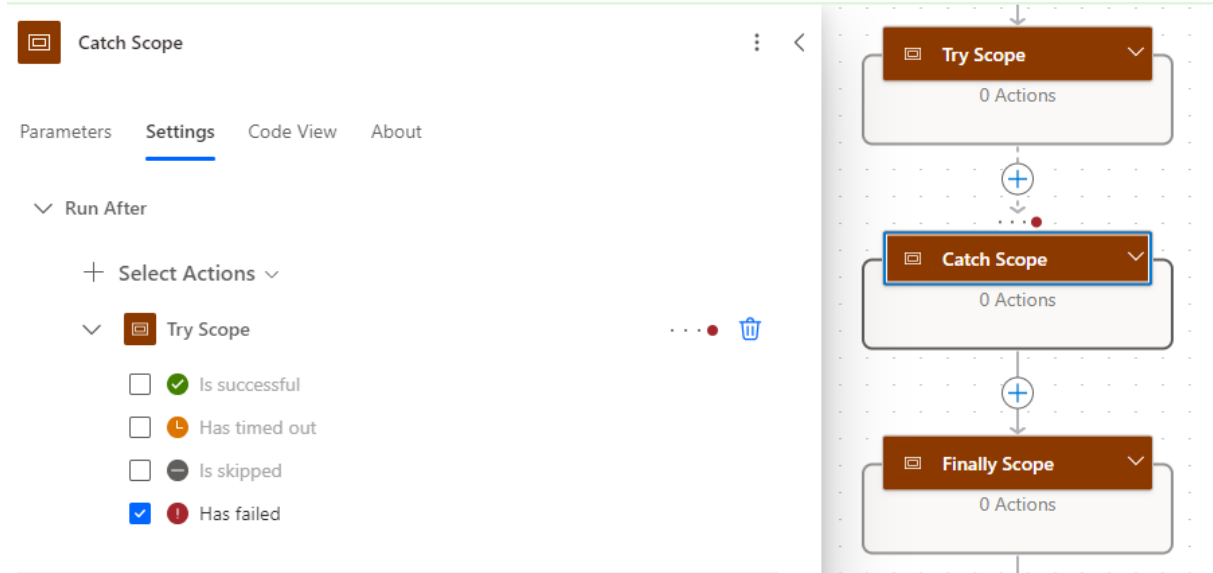 Catch Scope
Parameters Settings Code View About
Run After
Select Actions
Try Scope
Is successful
Has timed out
Is skipped
Has failed
Try Scope
0 Actions
Catch Scope
0 Actions
Finally Scope
0 Actions